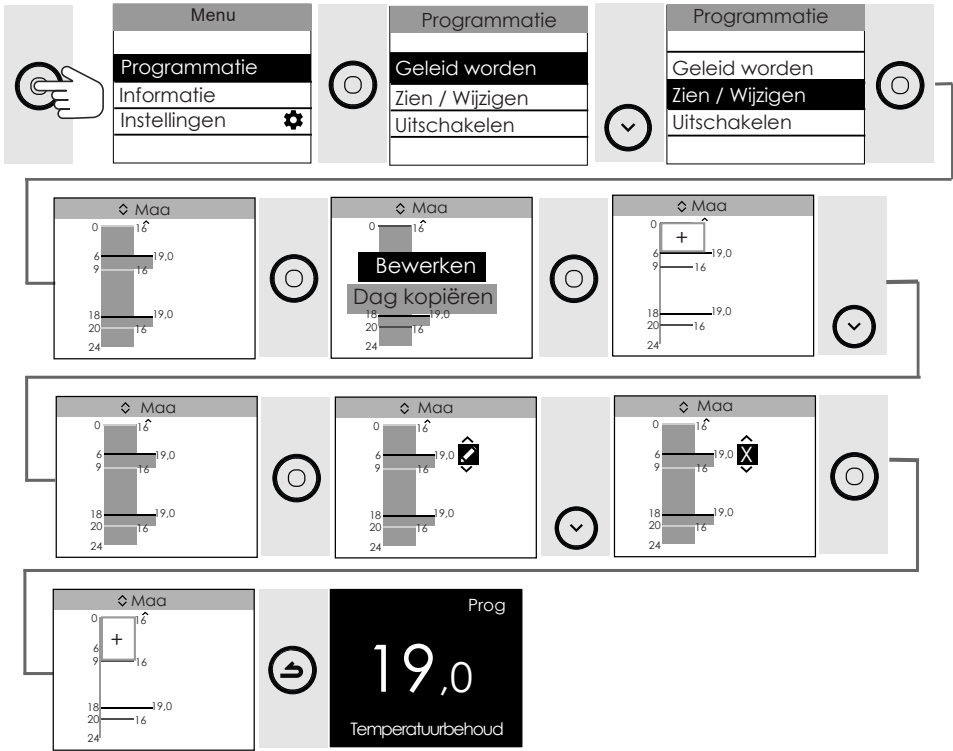 Menu
Programmatie
Informatie
Instellingen
Programmatie
Geleid worden
Zien / Wijzigen
Uitschakelen
Programmatie
Geleid worden
Zien / Wijzigen
Uitschakelen
Maa
0 16
6 19,0
9 16
18 19,0
20 16
24
Maa
0 16
Bewerken
Dag kopiëren
18 19,0
20 16
24
Maa
0
+
6 19,0
9 16
18 19,0
20 16
24
Maa
0 16
6 19,0
9 16
18 19,0
20 16
24
Maa
0 16
6 19,0
9 16
18 19,0
20 16
24
Maa
0 16
6 19,0 X
9 16
18 19,0
20 16
24
Maa
0 16
+
6
9 16
18 19,0
20 16
24
Prog
19,0
Temperatuurbehoud